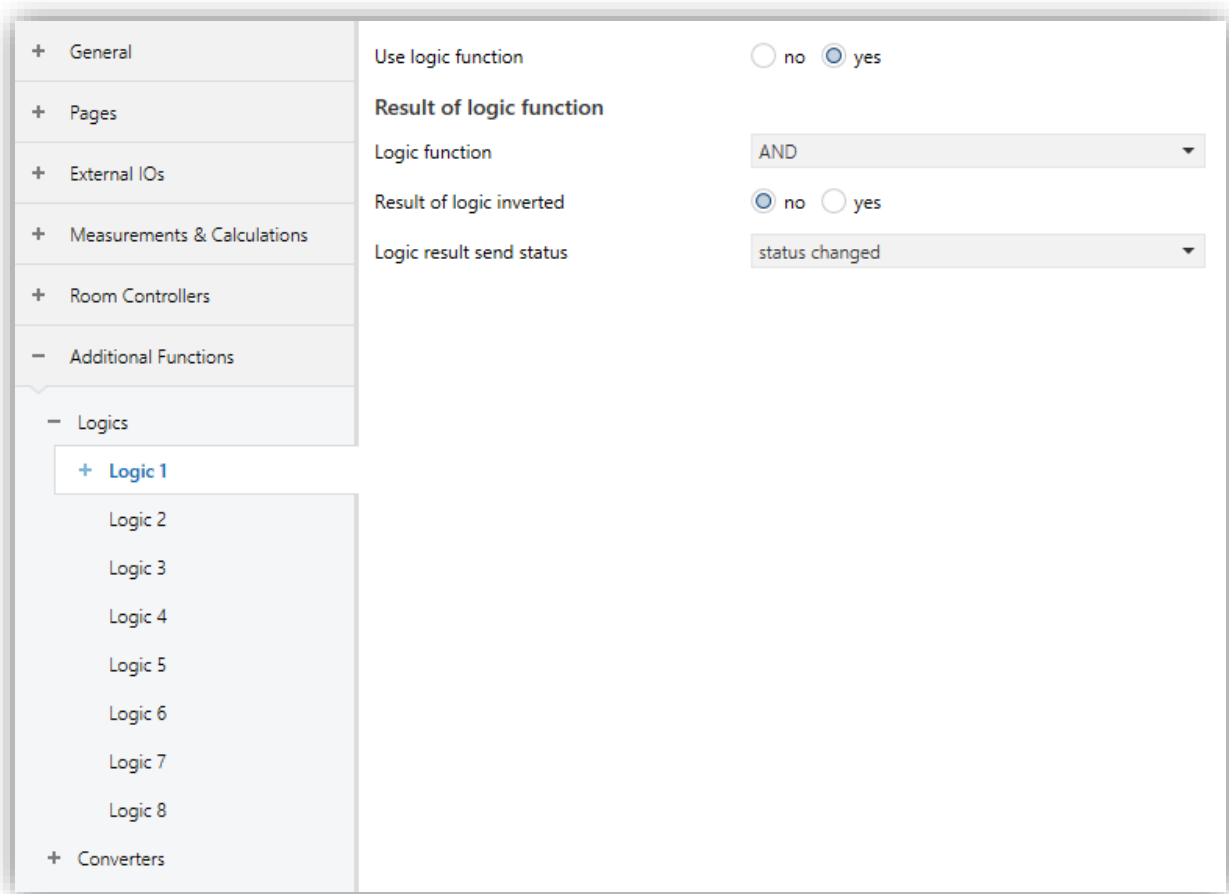 General
Pages
External IOs
Measurements & Calculations
Room Controllers
Additional Functions
Logics
Logic 1
Logic 2
Logic 3
Logic 4
Logic 5
Logic 6
Logic 7
Logic 8
Converters
Use logic function no yes
Result of logic function
Logic function AND
Result of logic inverted no yes
Logic result send status status changed